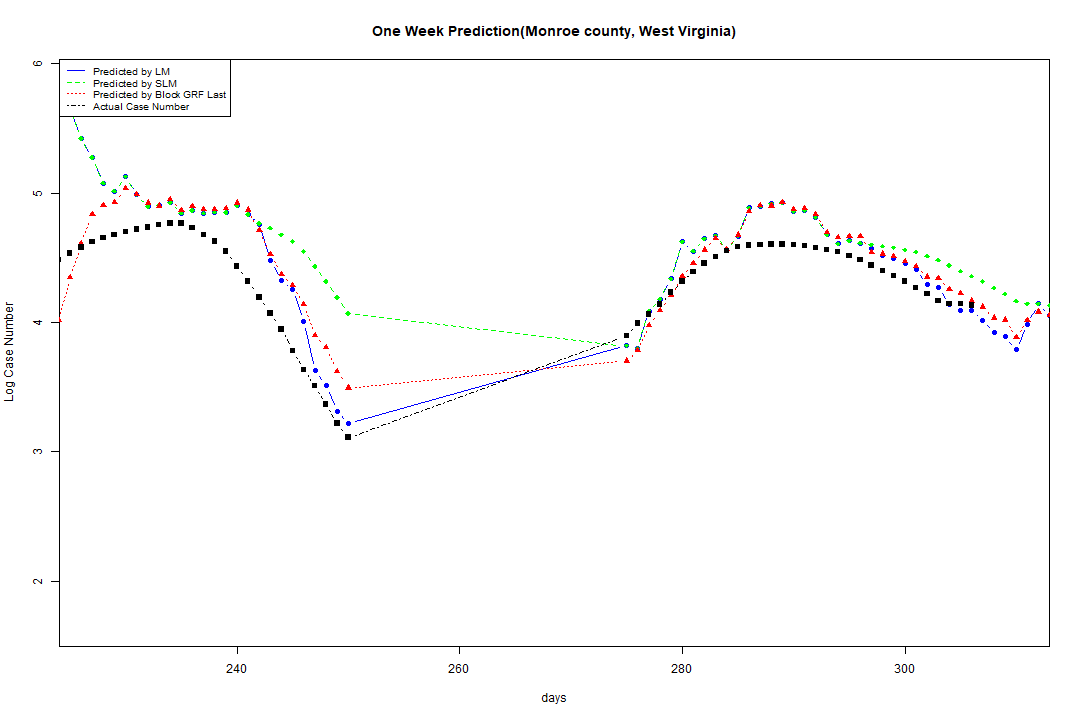 One Week Prediction(Monroe county, West Virginia)
Predicted by LM
Predicted by SLM
Predicted by Block GRF Last
Actual Case Number
Log Case Number
6
5
4
3
2
240 260 280 300
days